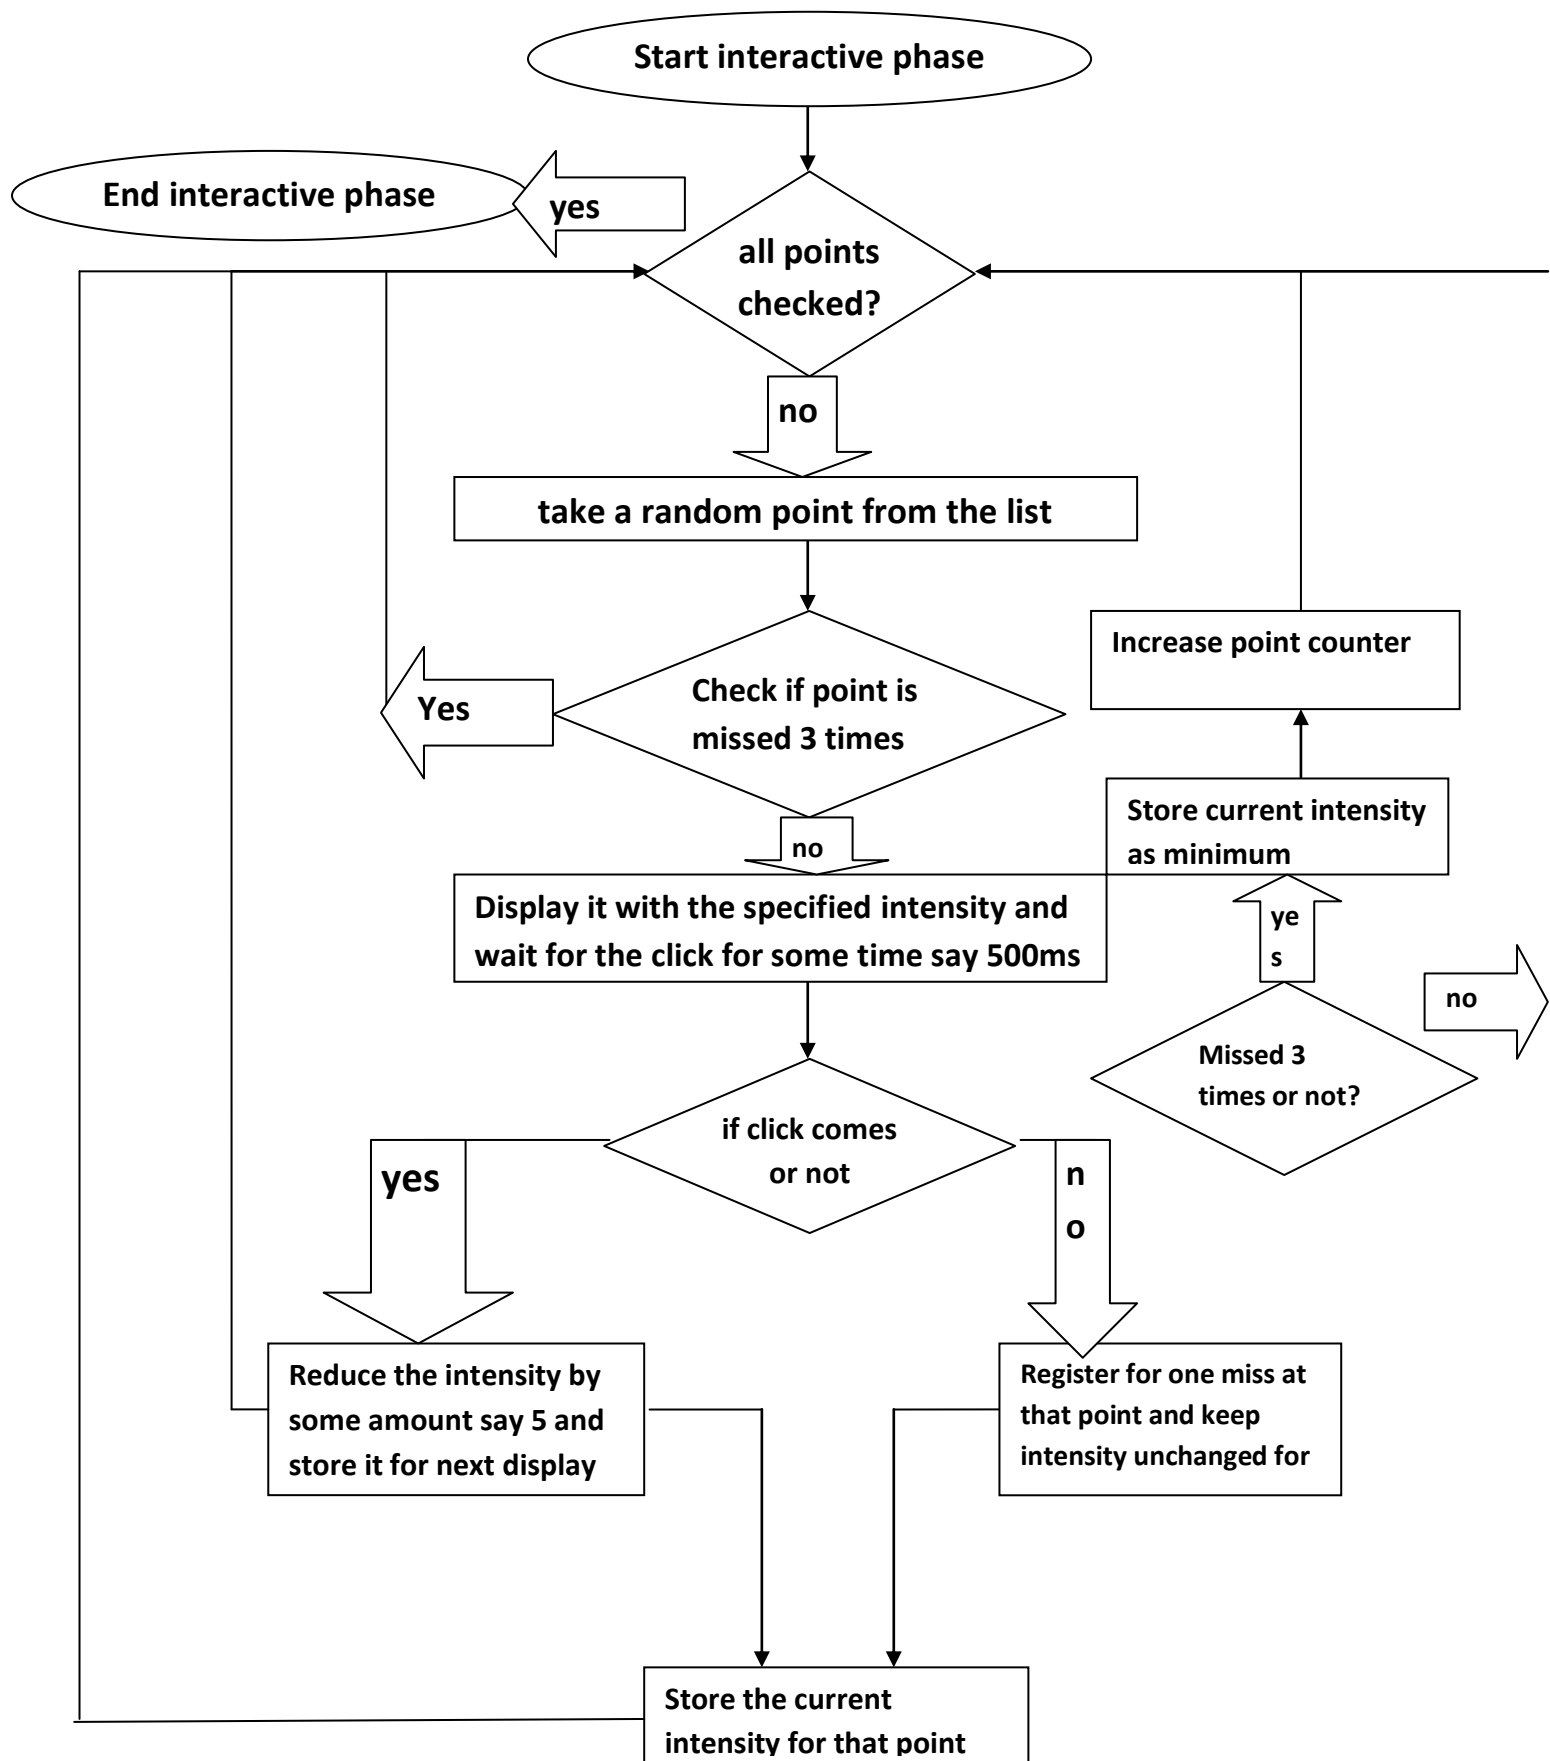 Start interactive phase
End interactive phase
yes
all points
checked?
no
take a random point from the list
Increase point counter
Check if point is
missed 3 times
Yes
Store current intensity
as minimum
no
Display it with the specified intensity and
wait for the click for some time say 500ms
ye
s
no
Missed 3
times or not?
if click comes
or not
yes
n
o
Reduce the intensity by
some amount say 5 and
store it for next display
Register for one miss at
that point and keep
intensity unchanged for
Store the current
intensity for that point